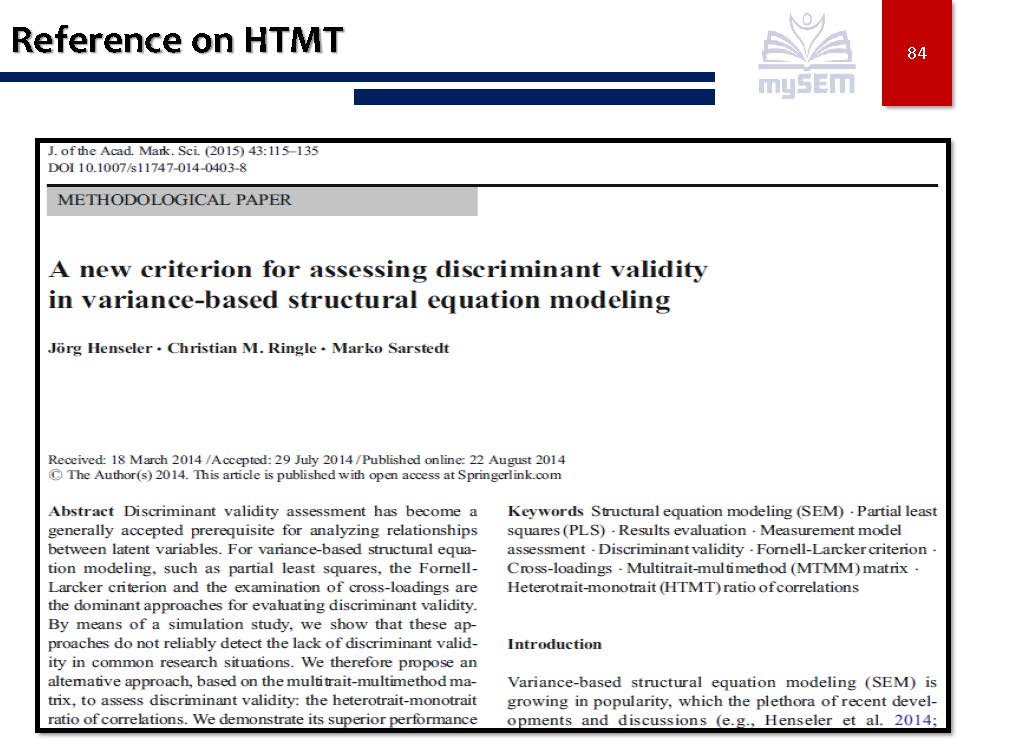 Reference on HTMT
mySEM
84
J. of the Acad. Mark. Sci. (2015) 43:115–135
DOI 10.1007/s11747-014-0403-8
METHODOLOGICAL PAPER
A new criterion for assessing discriminant validity
in variance-based structural equation modeling
Jörg Henseler · Christian M. Ringle · Marko Sarstedt
Received: 18 March 2014 /Accepted: 29 July 2014 /Published online: 22 August 2014
© The Author(s) 2014. This article is published with open access at Springerlink.com
Abstract Discriminant validity assessment has become a
generally accepted prerequisite for analyzing relationships
between latent variables. For variance-based structural equa-
tion modeling, such as partial least squares, the Fornell-
Larcker criterion and the examination of cross-loadings are
the dominant approaches for evaluating discriminant validity.
By means of a simulation study, we show that these ap-
proaches do not reliably detect the lack of discriminant valid-
ity in common research situations. We therefore propose an
alternative approach, based on the multitrait-multimethod ma-
trix, to assess discriminant validity: the heterotrait-monotrait
ratio of correlations. We demonstrate its superior performance
Keywords Structural equation modeling (SEM) · Partial least
squares (PLS) · Results evaluation · Measurement model
assessment · Discriminant validity · Fornell-Larcker criterion ·
Cross-loadings · Multitrait-multimethod (MTMM) matrix ·
Heterotrait-monotrait (HTMT) ratio of correlations
Introduction
Variance-based structural equation modeling (SEM) is
growing in popularity, which the plethora of recent devel-
opments and discussions (e.g., Henseler et al. 2014;